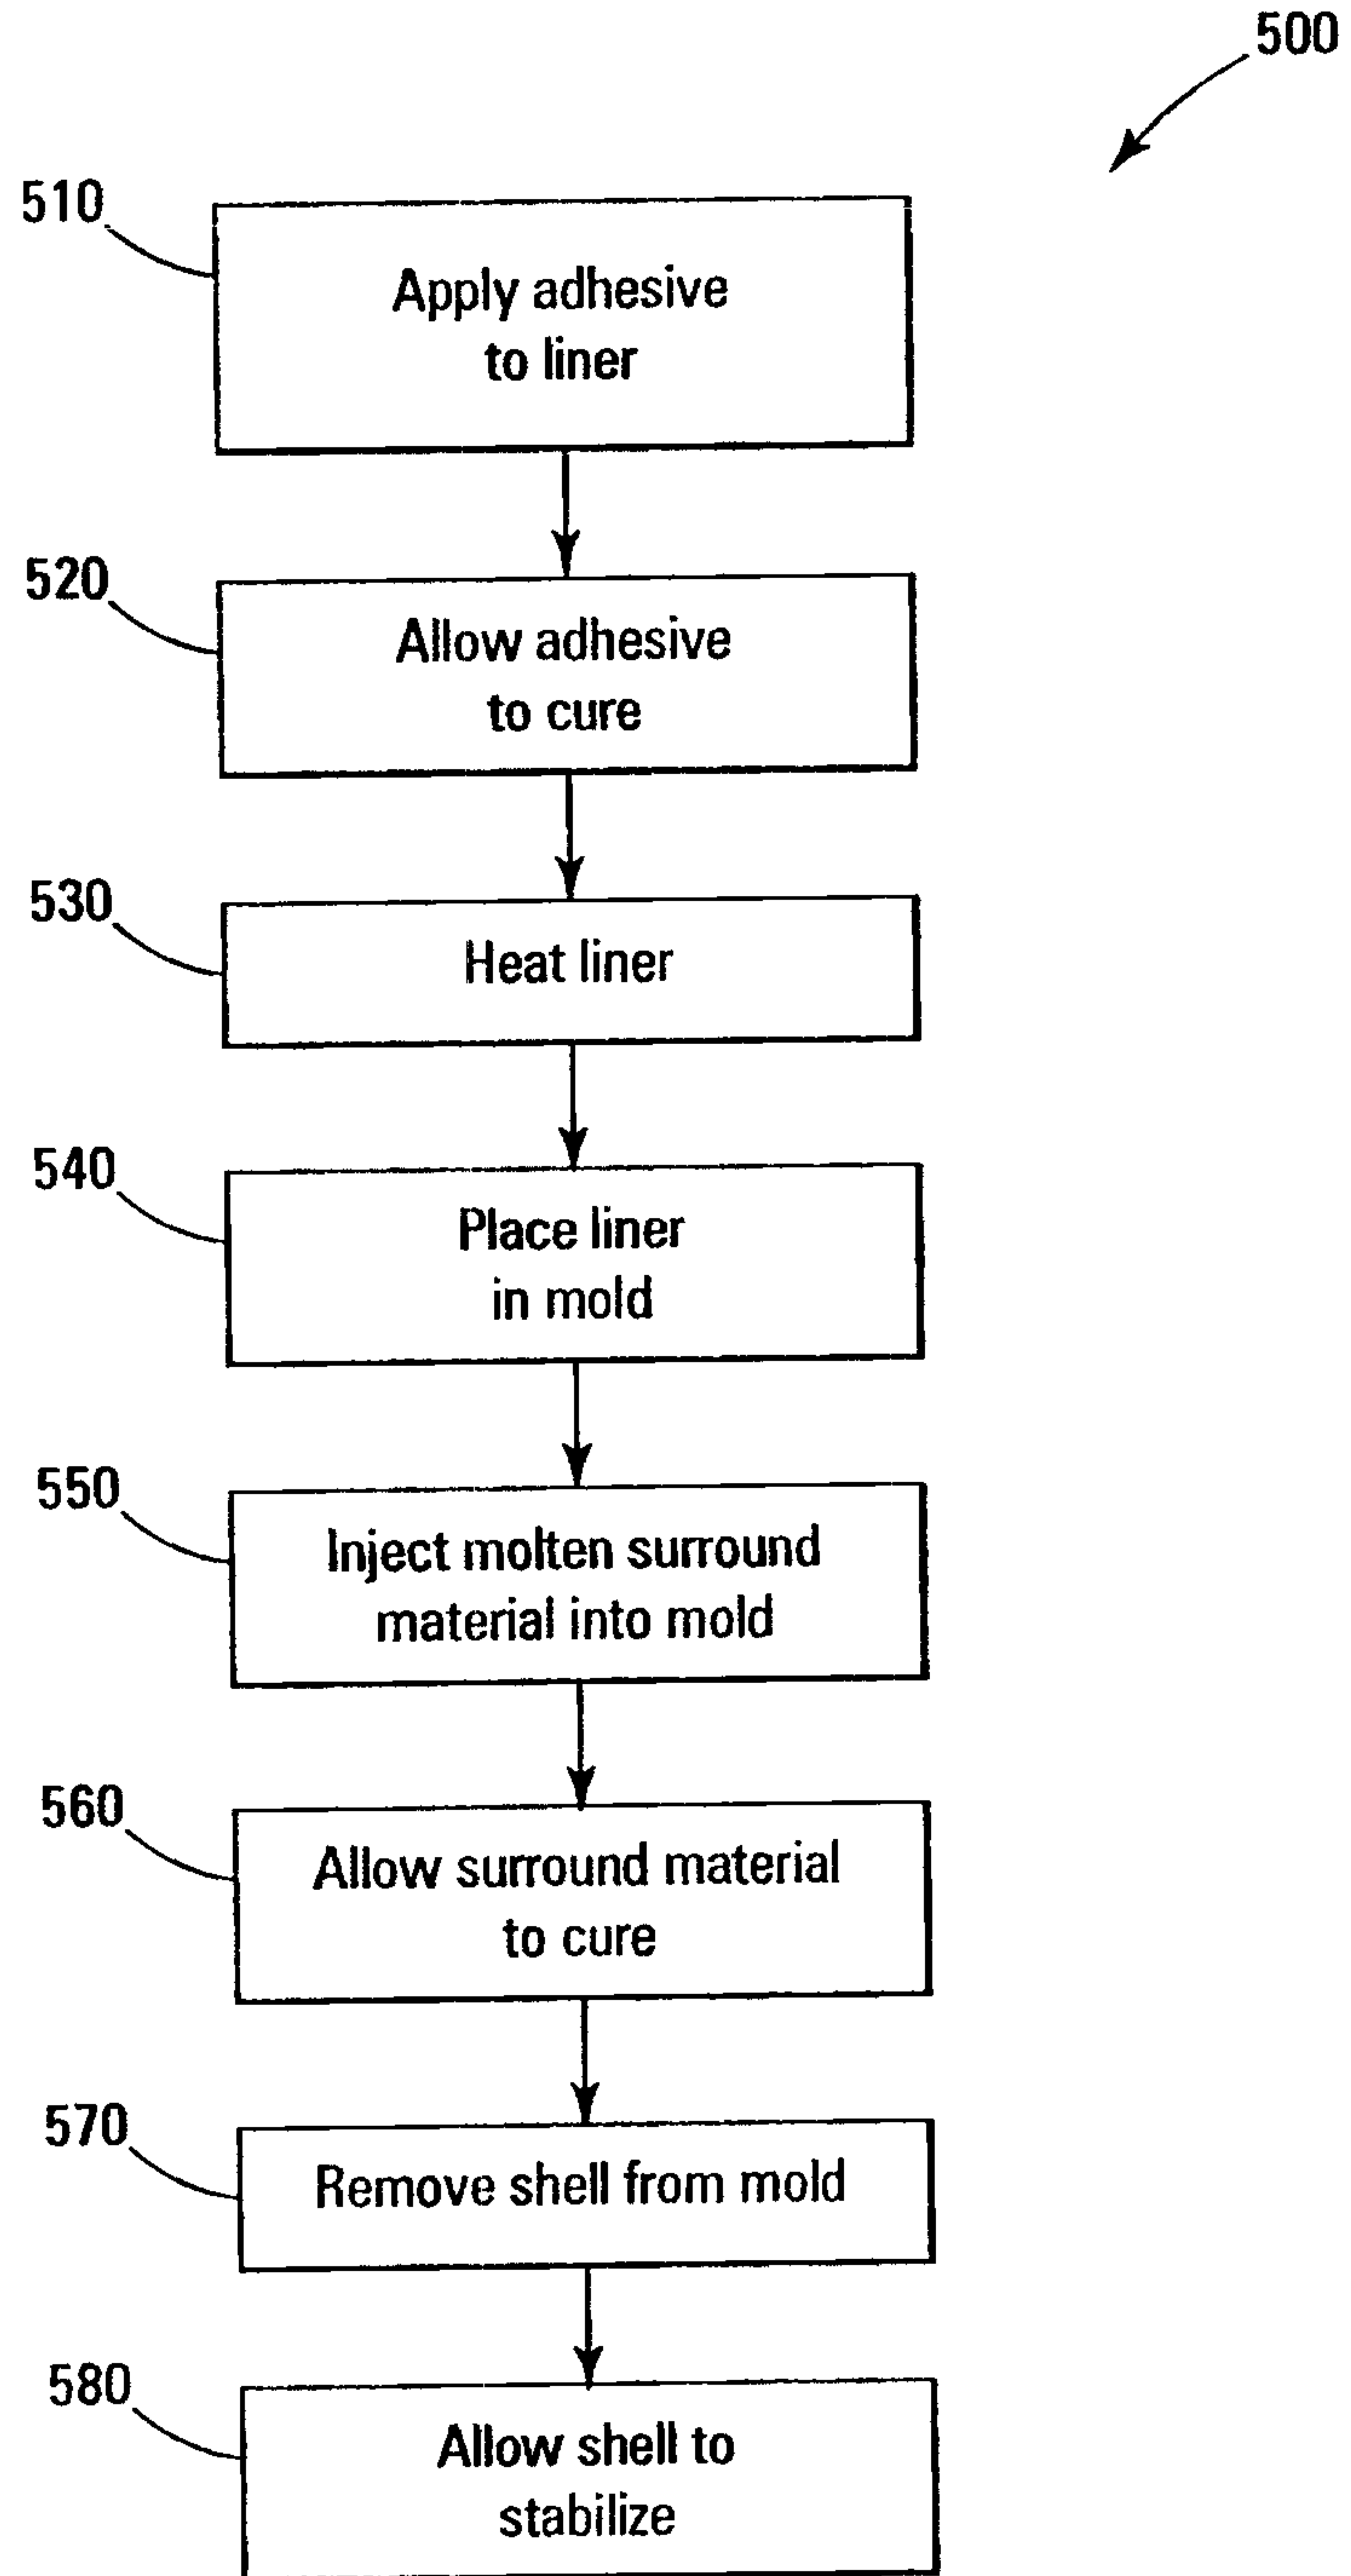 500
510
Apply adhesive
to liner
520
Allow adhesive
to cure
530
Heat liner
540
Place liner
in mold
550
Inject molten surround
material into mold
560
Allow surround material
to cure
570
Remove shell from mold
580
Allow shell to
stabilize